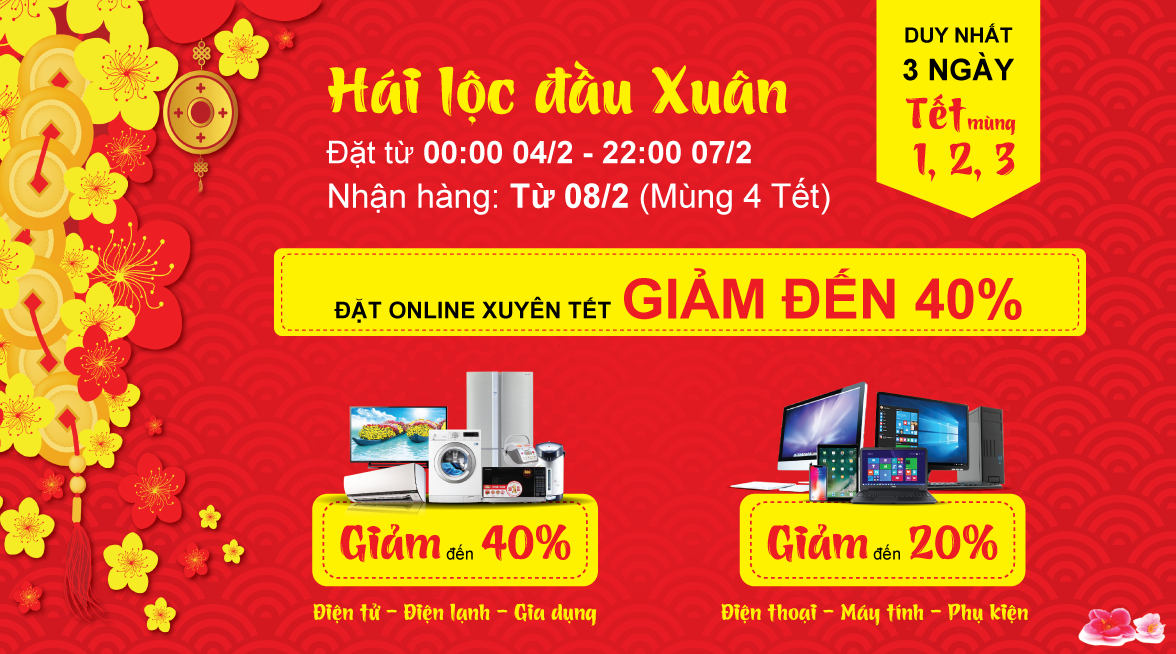 Hái lộc đầu Xuân
Đặt từ 00:00 04/2 - 22:00 07/2
Nhận hàng: Từ 08/2 (Mùng 4 Tết)
DUY NHẤT
3 NGÀY
Tết mùng
1, 2, 3
ĐẶT ONLINE XUYÊN TẾT GIẢM ĐẾN 40%
Giảm đến 40%
Điện tử - Điện lạnh - Gia dụng
Giảm đến 20%
Điện thoại - Máy tính - Phụ kiện